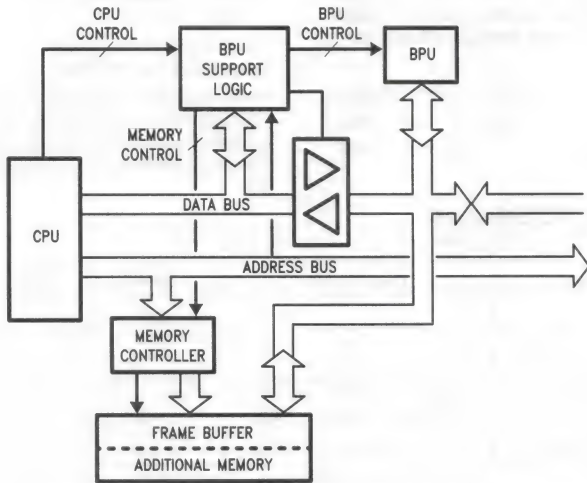 CPU
CONTROL
BPU
SUPPORT
LOGIC
BPU
CONTROL
BPU
MEMORY
CONTROL
DATA BUS
CPU
ADDRESS BUS
MEMORY
CONTROLLER
FRAME BUFFER
ADDITIONAL MEMORY